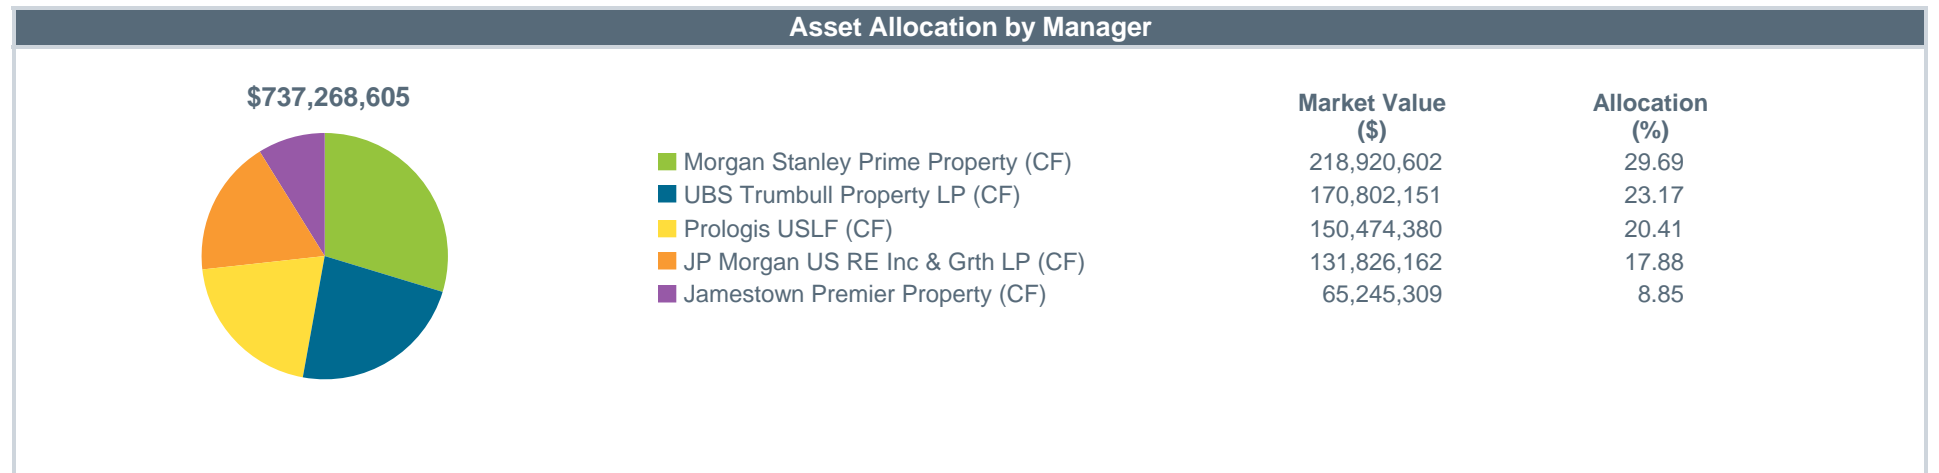 Asset Allocation by Manager
$737,268,605
Market Value ($) Allocation (%)
Morgan Stanley Prime Property (CF) 218,920,602 29.69
UBS Trumbull Property LP (CF) 170,802,151 23.17
Prologis USLF (CF) 150,474,380 20.41
JP Morgan US RE Inc & Grth LP (CF) 131,826,162 17.88
Jamestown Premier Property (CF) 65,245,309 8.85